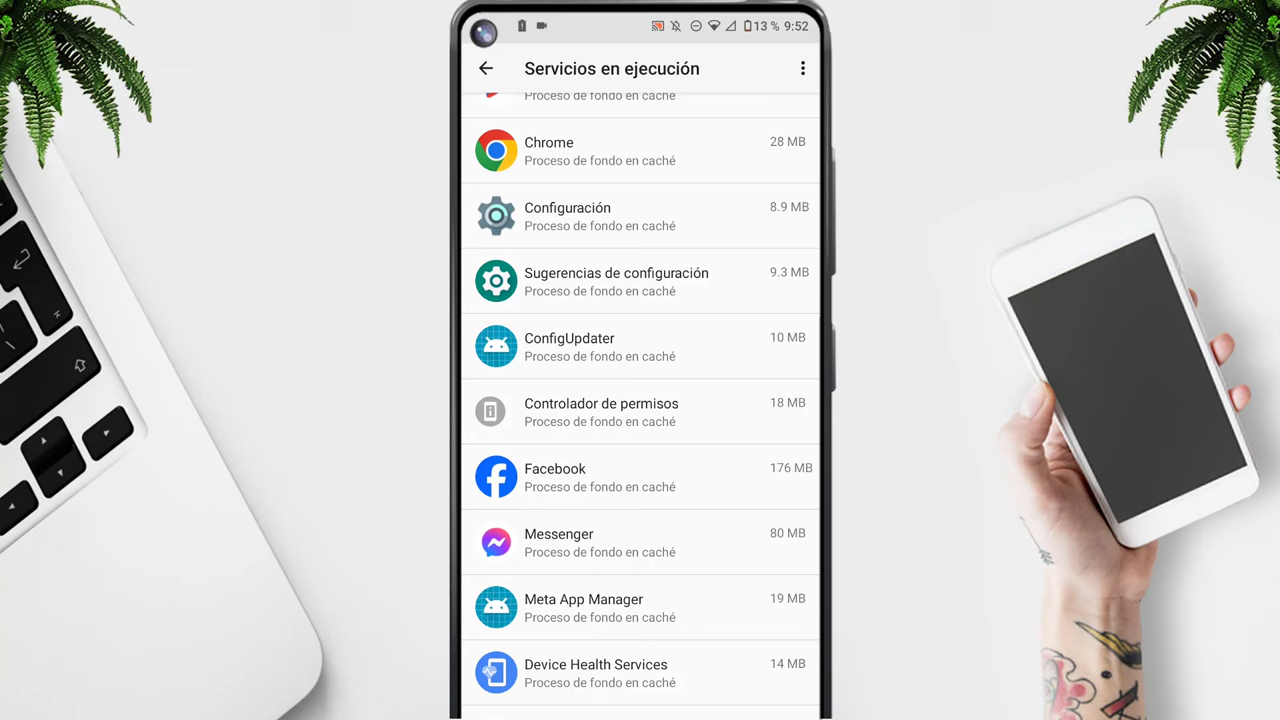 13 % 9:52
Servicios en ejecución
Proceso de fondo en caché
Chrome 28 MB
Proceso de fondo en caché
Configuración 8.9 MB
Proceso de fondo en caché
Sugerencias de configuración 9.3 MB
Proceso de fondo en caché
ConfigUpdater 10 MB
Proceso de fondo en caché
Controlador de permisos 18 MB
Proceso de fondo en caché
Facebook 176 MB
Proceso de fondo en caché
Messenger 80 MB
Proceso de fondo en caché
Meta App Manager 19 MB
Proceso de fondo en caché
Device Health Services 14 MB
Proceso de fondo en caché